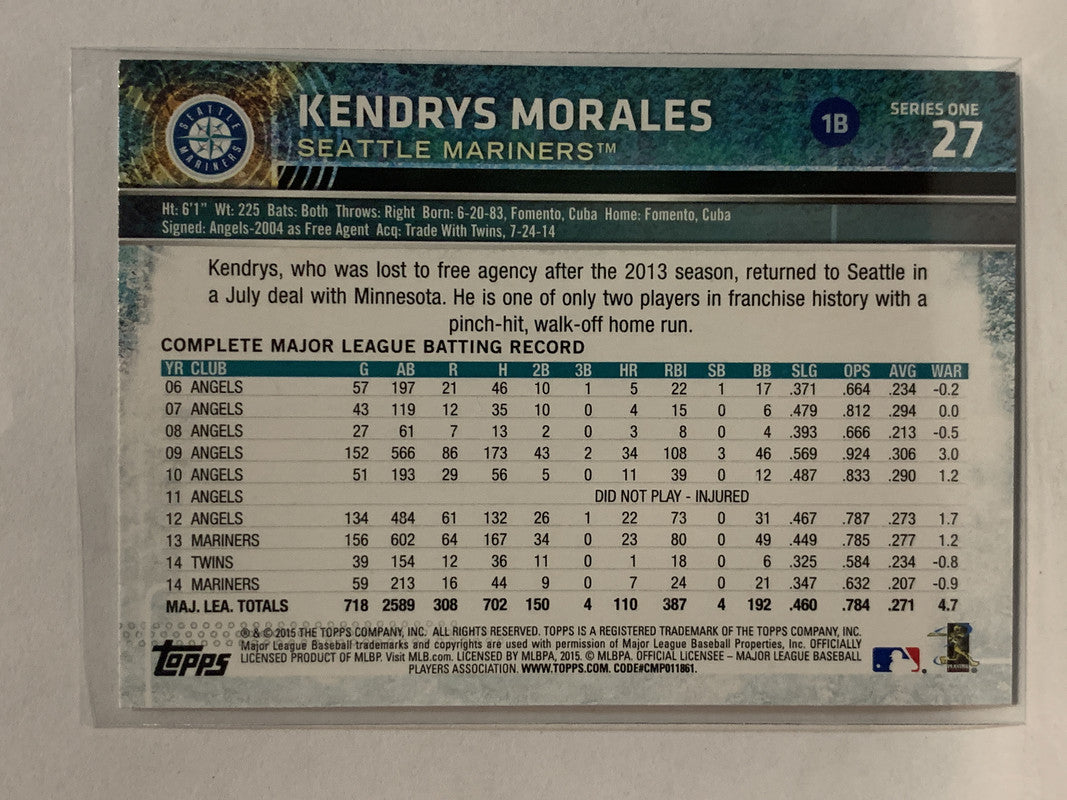 SEATTLE
MARINERS
KENDRYS MORALES
SEATTLE MARINERS™
1B
SERIES ONE
27
Ht: 6'1" Wt: 225 Bats: Both Throws: Right Born: 6-20-83, Fomento, Cuba Home: Fomento, Cuba
Signed: Angels-2004 as Free Agent Acq: Trade With Twins, 7-24-14
Kendrys, who was lost to free agency after the 2013 season, returned to Seattle in
a July deal with Minnesota. He is one of only two players in franchise history with a
pinch-hit, walk-off home run.
COMPLETE MAJOR LEAGUE BATTING RECORD
YR CLUB G AB R H 2B 3B HR RBI SB BB SLG OPS AVG WAR
06 ANGELS 57 197 21 46 10 1 5 22 1 17 .371 .664 .234 -0.2
07 ANGELS 43 119 12 35 10 0 4 15 0 6 .479 .812 .294 0.0
08 ANGELS 27 61 7 13 2 0 3 8 0 4 .393 .666 .213 -0.5
09 ANGELS 152 566 86 173 43 2 34 108 3 46 .569 .924 .306 3.0
10 ANGELS 51 193 29 56 5 0 11 39 0 12 .487 .833 .290 1.2
11 ANGELS DID NOT PLAY - INJURED
12 ANGELS 134 484 61 132 26 1 22 73 0 31 .467 .787 .273 1.7
13 MARINERS 156 602 64 167 34 0 23 80 0 49 .449 .785 .277 1.2
14 TWINS 39 154 12 36 11 0 1 18 0 6 .325 .584 .234 -0.8
14 MARINERS 59 213 16 44 9 0 7 24 0 21 .347 .632 .207 -0.9
MAJ. LEA. TOTALS 718 2589 308 702 150 4 110 387 4 192 .460 .784 .271 4.7
topps
® & © 2015 THE TOPPS COMPANY, INC. ALL RIGHTS RESERVED. TOPPS IS A REGISTERED TRADEMARK OF THE TOPPS COMPANY, INC.
Major League Baseball trademarks and copyrights are used with permission of Major League Baseball Properties, Inc. OFFICIALLY
LICENSED PRODUCT OF MLBP. Visit MLB.com. LICENSED BY MLBPA, 2015. © MLBPA. OFFICIAL LICENSEE – MAJOR LEAGUE BASEBALL
PLAYERS ASSOCIATION. WWW.TOPPS.COM. CODE#CMP011861.